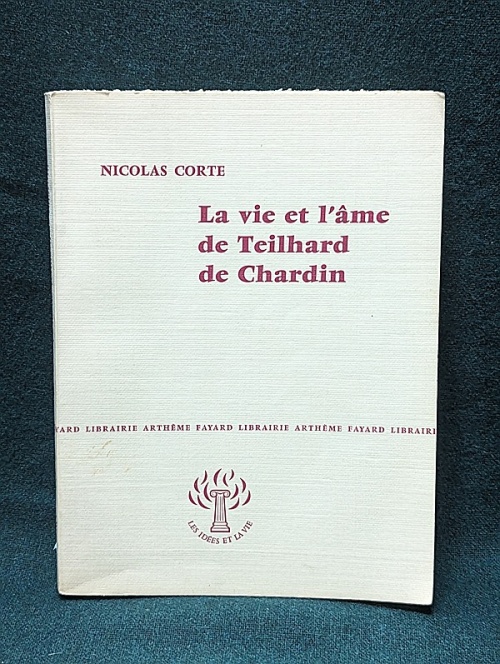 NICOLAS CORTE
La vie et l'âme
de Teilhard
de Chardin
YARD LIBRAIRIE ARTHÈME FAYARD LIBRAIRIE ARTHÈME FAYARD LIBRAIRI
LES IDÉES ET LA VIE